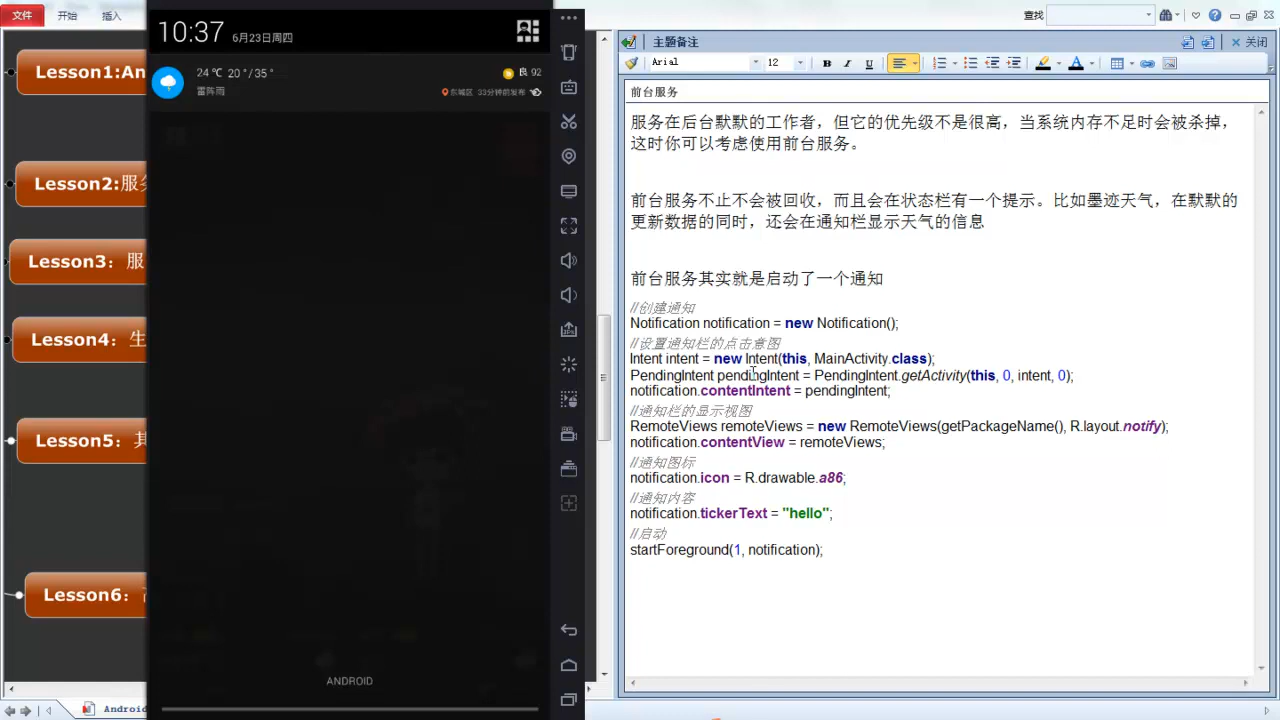 文件
开始
插入
查找
Lesson1:An
Lesson2:服
Lesson3：服
Lesson4：生
Lesson5：其
Lesson6：
Android
10:37 6月23日周四
24℃ 20°/35°
良 92
雷阵雨
东城区 33分钟前发布
ANDROID
主题备注
关闭
Arial
12
B I U
前台服务
服务在后台默默的工作者，但它的优先级不是很高，当系统内存不足时会被杀掉，
这时你可以考虑使用前台服务。
前台服务不止不会被回收，而且会在状态栏有一个提示。比如墨迹天气，在默默的
更新数据的同时，还会在通知栏显示天气的信息
前台服务其实就是启动了一个通知
//创建通知
Notification notification = new Notification();
//设置通知栏的点击意图
Intent intent = new Intent(this, MainActivity.class);
PendingIntent pendingIntent = PendingIntent.getActivity(this, 0, intent, 0);
notification.contentIntent = pendingIntent;
//通知栏的显示视图
RemoteViews remoteViews = new RemoteViews(getPackageName(), R.layout.notify);
notification.contentView = remoteViews;
//通知图标
notification.icon = R.drawable.a86;
//通知内容
notification.tickerText = "hello";
//启动
startForeground(1, notification);